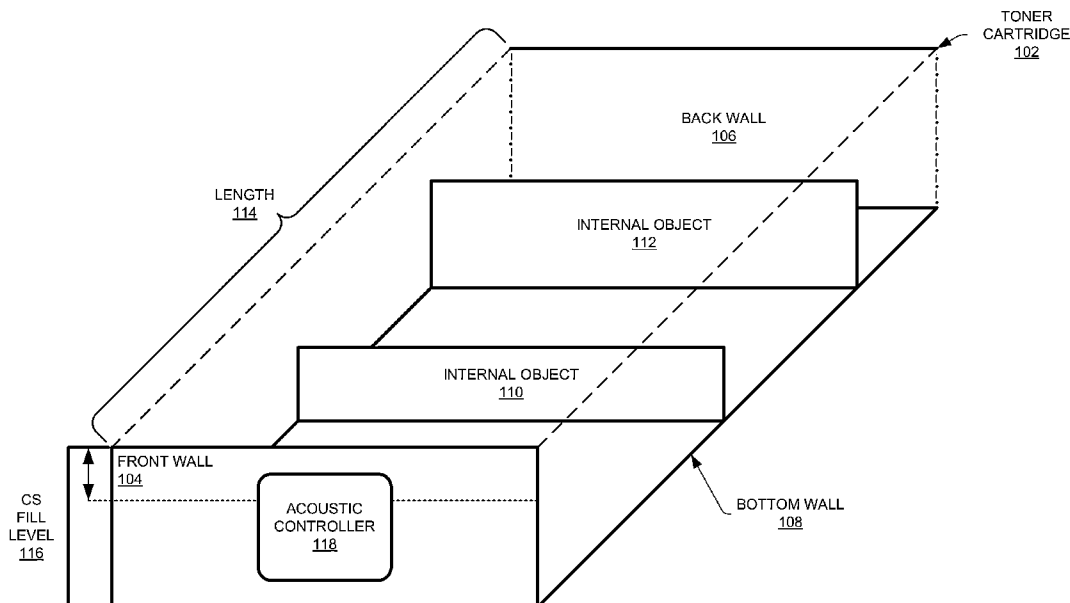 TONER
CARTRIDGE
102
BACK WALL
106
LENGTH
114
INTERNAL OBJECT
112
INTERNAL OBJECT
110
FRONT WALL
104
CS
FILL
LEVEL
116
ACOUSTIC
CONTROLLER
118
BOTTOM WALL
108